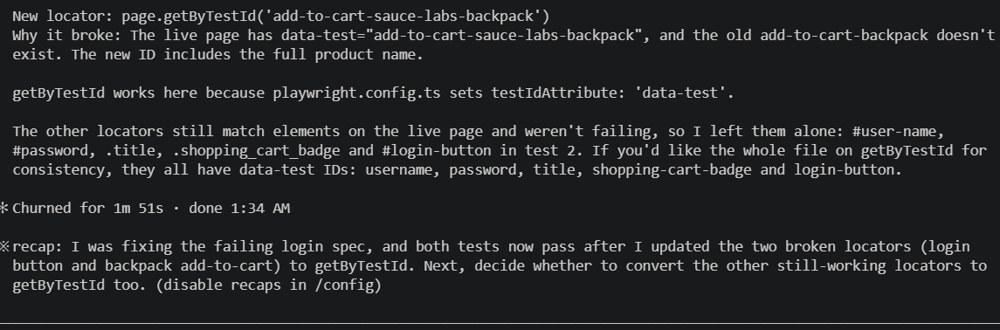 New locator: page.getByTestId('add-to-cart-sauce-labs-backpack')
Why it broke: The live page has data-test="add-to-cart-sauce-labs-backpack", and the old add-to-cart-backpack doesn't
exist. The new ID includes the full product name.
getByTestId works here because playwright.config.ts sets testIdAttribute: 'data-test'.
The other locators still match elements on the live page and weren't failing, so I left them alone: #user-name,
#password, .title, .shopping_cart_badge and #login-button in test 2. If you'd like the whole file on getByTestId for
consistency, they all have data-test IDs: username, password, title, shopping-cart-badge and login-button.
✻ Churned for 1m 51s · done 1:34 AM
※ recap: I was fixing the failing login spec, and both tests now pass after I updated the two broken locators (login
button and backpack add-to-cart) to getByTestId. Next, decide whether to convert the other still-working locators to
getByTestId too. (disable recaps in /config)